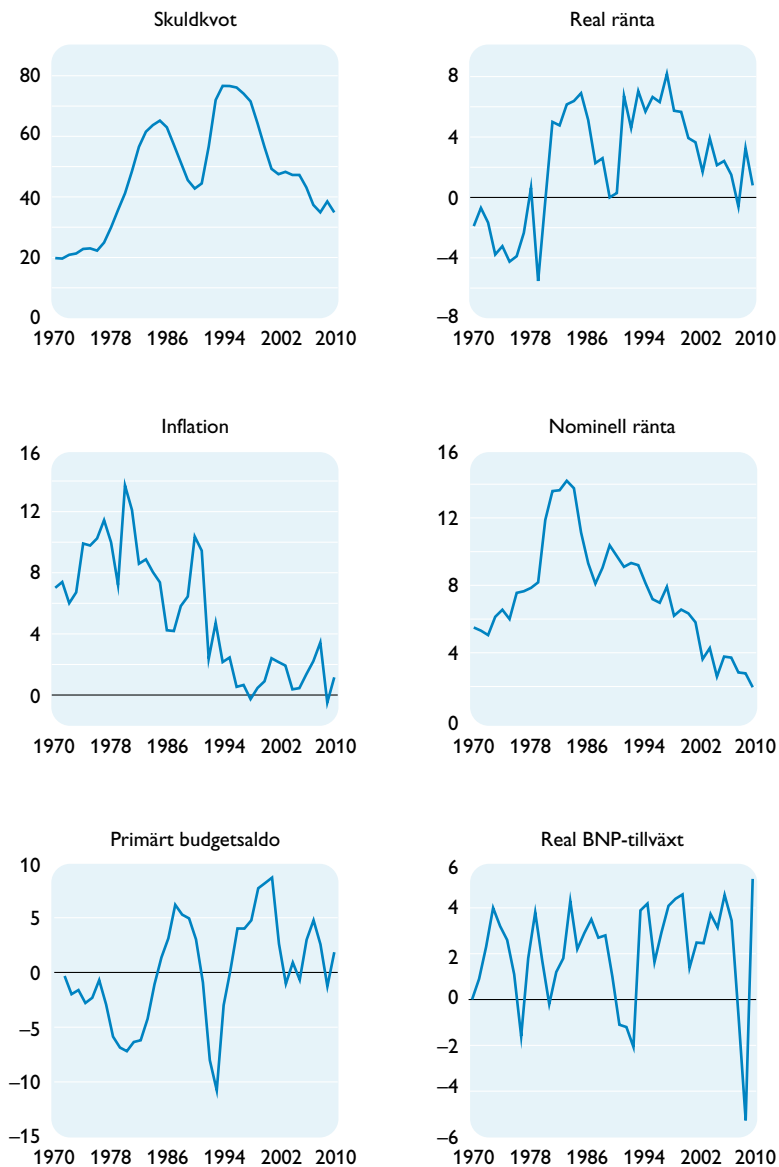 Skuldkvot
80
60
40
20
0
1970 1978 1986 1994 2002 2010
Real ränta
8
4
0
–4
–8
1970 1978 1986 1994 2002 2010
Inflation
16
12
8
4
0
1970 1978 1986 1994 2002 2010
Nominell ränta
16
12
8
4
0
1970 1978 1986 1994 2002 2010
Primärt budgetsaldo
10
5
0
–5
–10
–15
1970 1978 1986 1994 2002 2010
Real BNP-tillväxt
6
4
2
0
–2
–4
–6
1970 1978 1986 1994 2002 2010